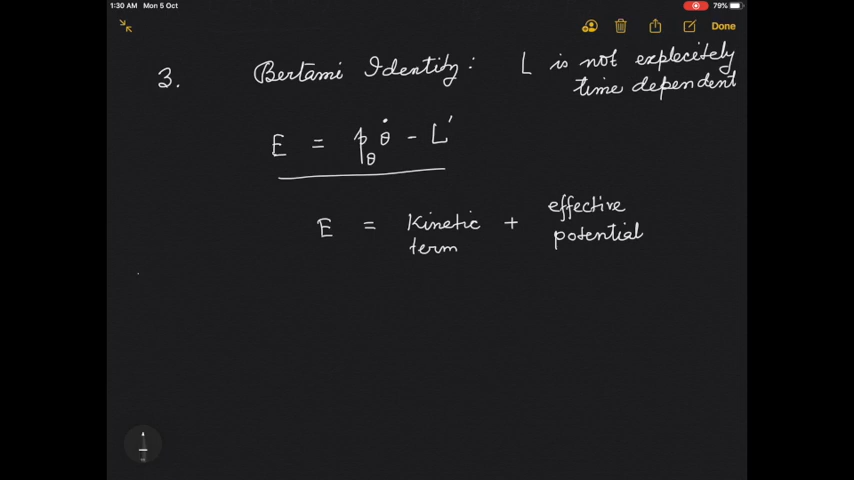 1:30 AM Mon 5 Oct
79%
Done
3. Bertami Identity: L is not explecitely
time dependent
E = p_θ θ̇ - L'
E = Kinetic term + effective potential